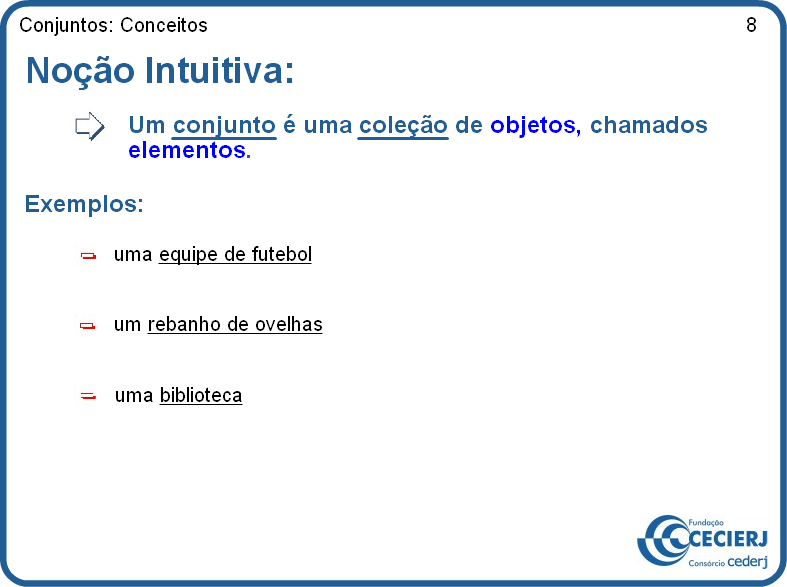 Conjuntos: Conceitos 8
Noção Intuitiva:
Um conjunto é uma coleção de objetos, chamados
elementos.
Exemplos:
uma equipe de futebol
um rebanho de ovelhas
uma biblioteca
Fundação
CECIERJ
Consórcio cederj